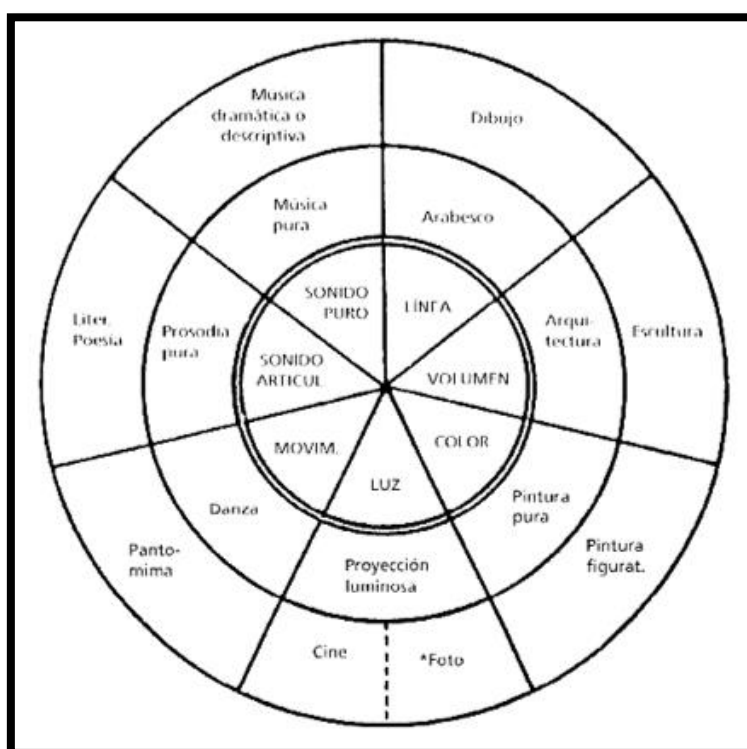 Musica
dramática o
descriptiva
Dibujo
Música
pura
Arabesco
SONIDO
PURO
LÍNEA
Liter.
Poesía
Prosodia
pura
SONIDO
ARTICUL
VOLUMEN
Arqui-
tectura
Escultura
MOVIM.
LUZ
COLOR
Danza
Pintura
pura
Panto-
mima
Proyección
luminosa
Pintura
figurat.
Cine
*Foto